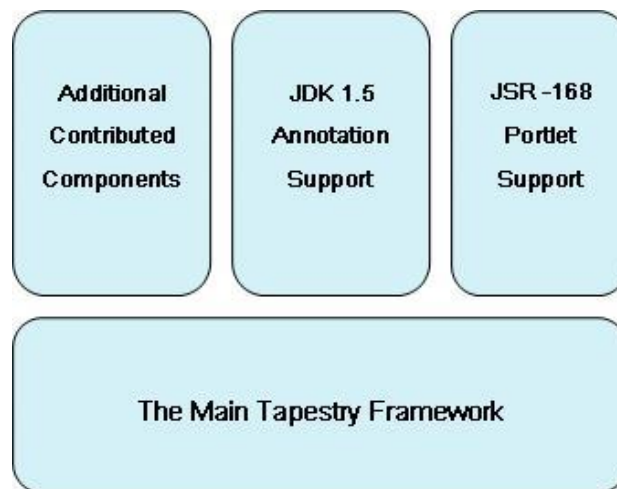 Additional
Contributed
Components
JDK 1.5
Annotation
Support
JSR -168
Portlet
Support
The Main Tapestry Framework